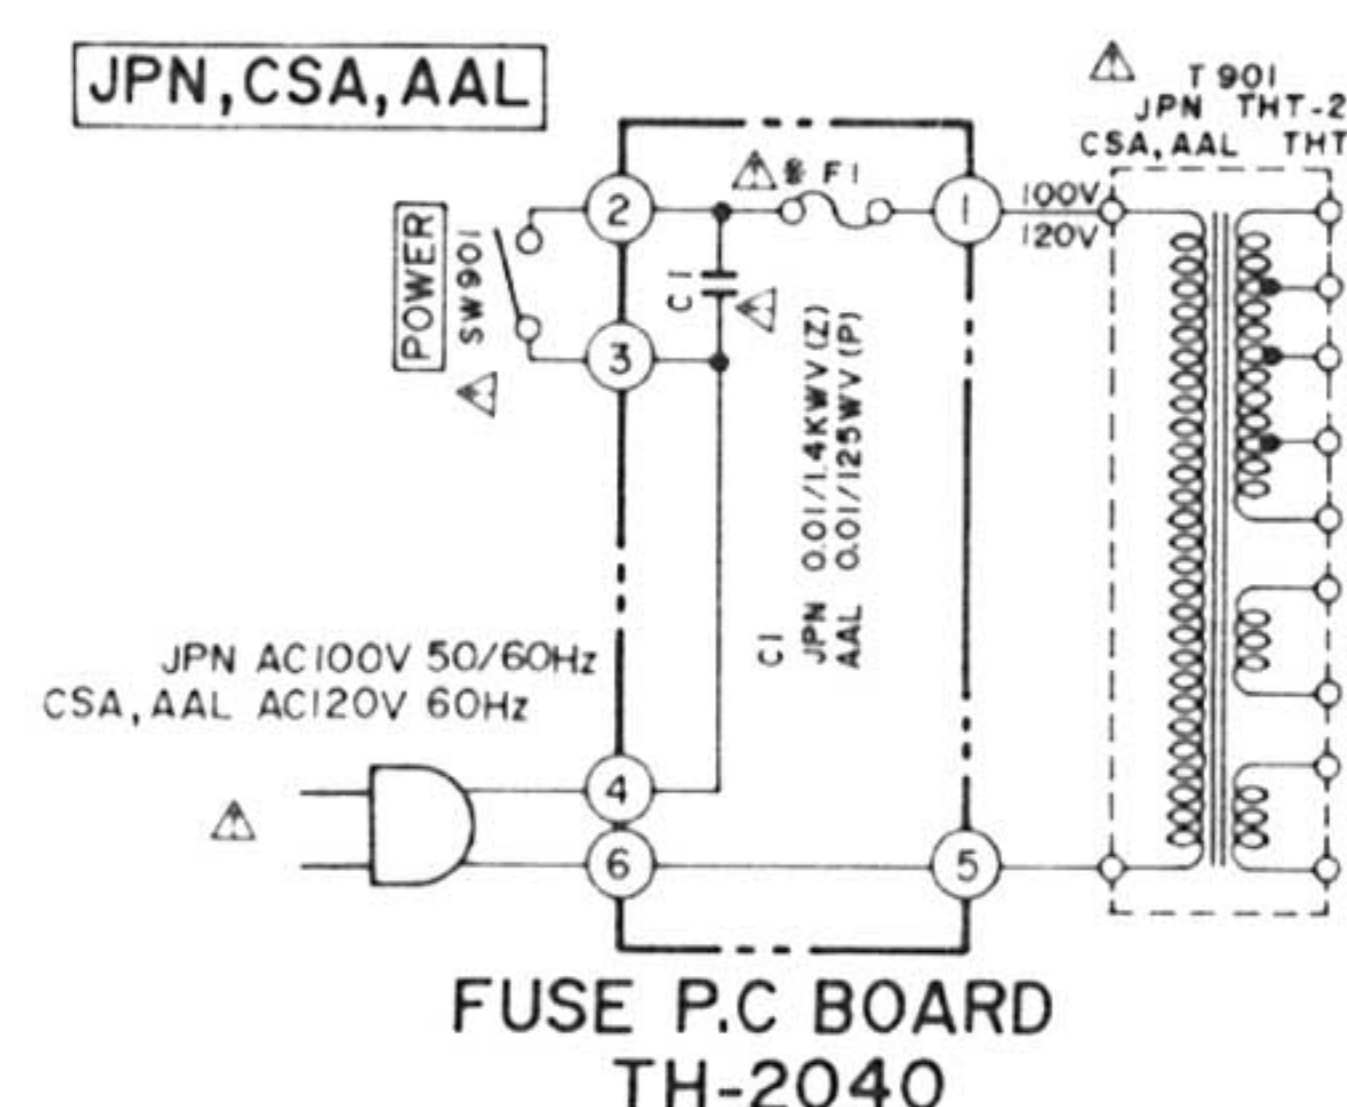 JPN,CSA,AAL
T 901
JPN THT-2
CSA,AAL THT
POWER
SW901
2
※ F1
1
100V
120V
3
C1
C1
JPN 0.01/1.4KWV(Z)
AAL 0.01/125WV(P)
JPN AC100V 50/60Hz
CSA,AAL AC120V 60Hz
4
6
5
FUSE P.C BOARD
TH-2040